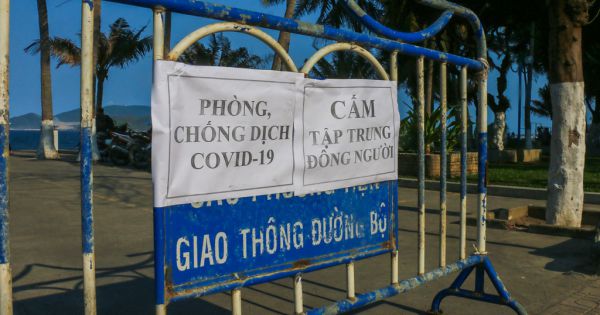 PHÒNG,
CHỐNG DỊCH
COVID-19
CẤM
TẬP TRUNG
ĐÔNG NGƯỜI
GIAO THÔNG ĐƯỜNG BỘ